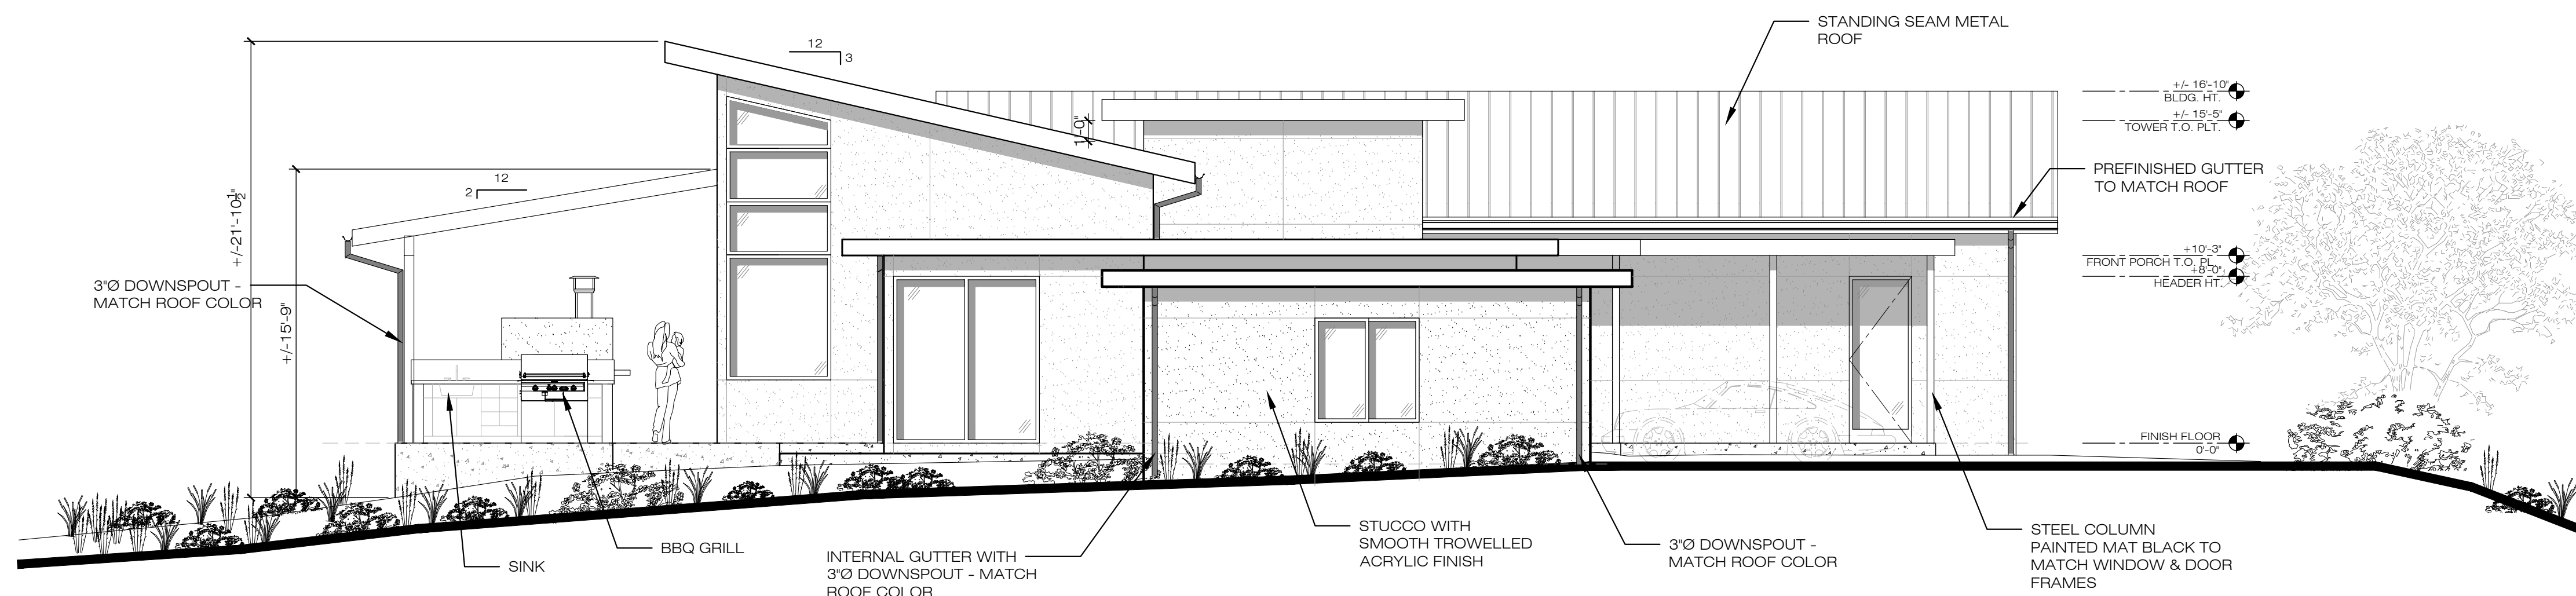 STANDING SEAM METAL
ROOF
12
3
+/- 16'-10"
BLDG. HT.
+/- 15'-5"
TOWER T.O. PLT.
1'-0"
PREFINISHED GUTTER
TO MATCH ROOF
12
2
+/-21'-10 1/2"
+/-15'-9"
+10'-3"
FRONT PORCH T.O. PL.
+8'-0"
HEADER HT.
3"Ø DOWNSPOUT -
MATCH ROOF COLOR
FINISH FLOOR
0'-0"
SINK
BBQ GRILL
INTERNAL GUTTER WITH
3"Ø DOWNSPOUT - MATCH
ROOF COLOR
STUCCO WITH
SMOOTH TROWELLED
ACRYLIC FINISH
3"Ø DOWNSPOUT -
MATCH ROOF COLOR
STEEL COLUMN
PAINTED MAT BLACK TO
MATCH WINDOW & DOOR
FRAMES